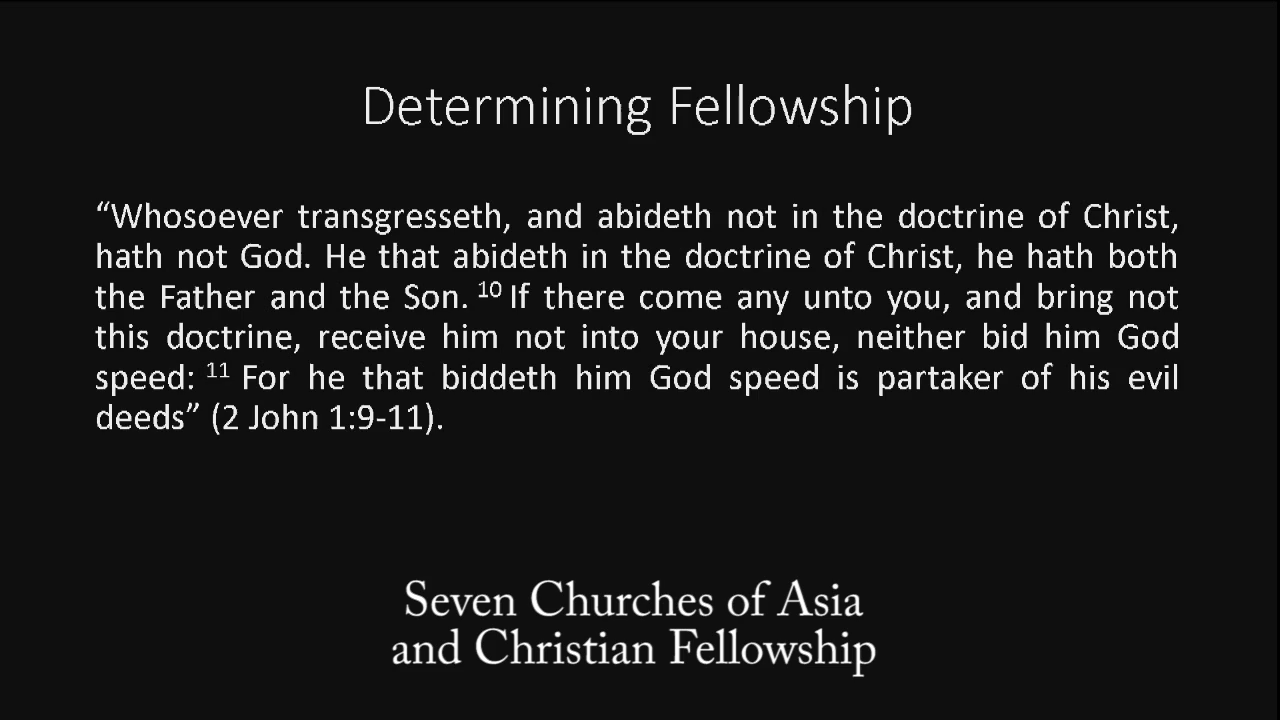 Determining Fellowship
“Whosoever transgresseth, and abideth not in the doctrine of Christ,
hath not God. He that abideth in the doctrine of Christ, he hath both
the Father and the Son. 10 If there come any unto you, and bring not
this doctrine, receive him not into your house, neither bid him God
speed: 11 For he that biddeth him God speed is partaker of his evil
deeds” (2 John 1:9-11).
Seven Churches of Asia
and Christian Fellowship